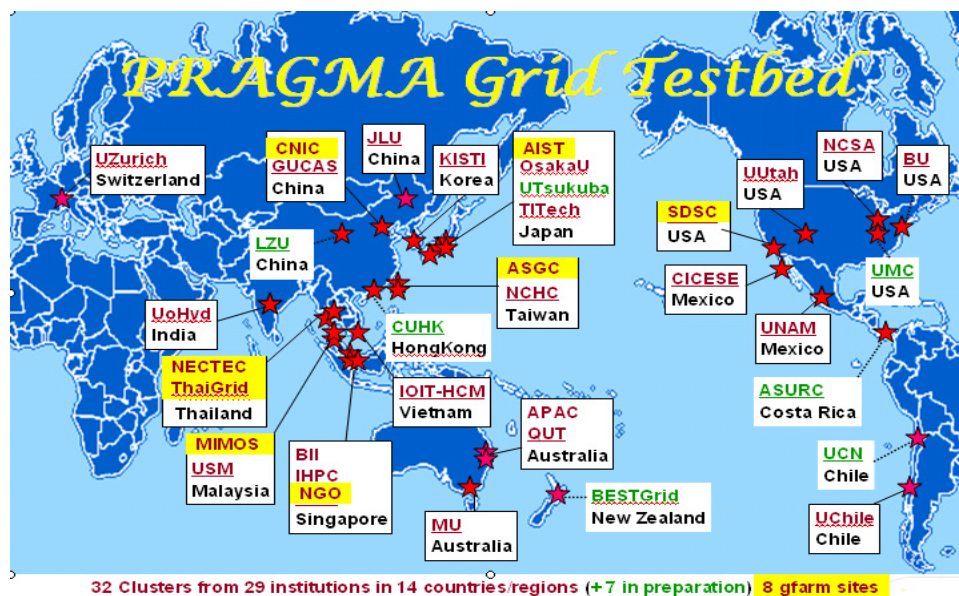 PRAGMA Grid Testbed
UZurich
Switzerland
CNIC
GUCAS
China
JLU
China
KISTI
Korea
AIST
OsakaU
UTsukuba
TITech
Japan
LZU
China
ASGC
NCHC
Taiwan
UoHyd
India
CUHK
HongKong
NECTEC
ThaiGrid
Thailand
IOIT-HCM
Vietnam
MIMOS
USM
Malaysia
BII
IHPC
NGO
Singapore
APAC
QUT
Australia
MU
Australia
BESTGrid
New Zealand
NCSA
USA
BU
USA
UUtah
USA
SDSC
USA
UMC
USA
CICESE
Mexico
UNAM
Mexico
ASURC
Costa Rica
UCN
Chile
UChile
Chile
32 Clusters from 29 institutions in 14 countries/regions (+7 in preparation) 8 gfarm sites